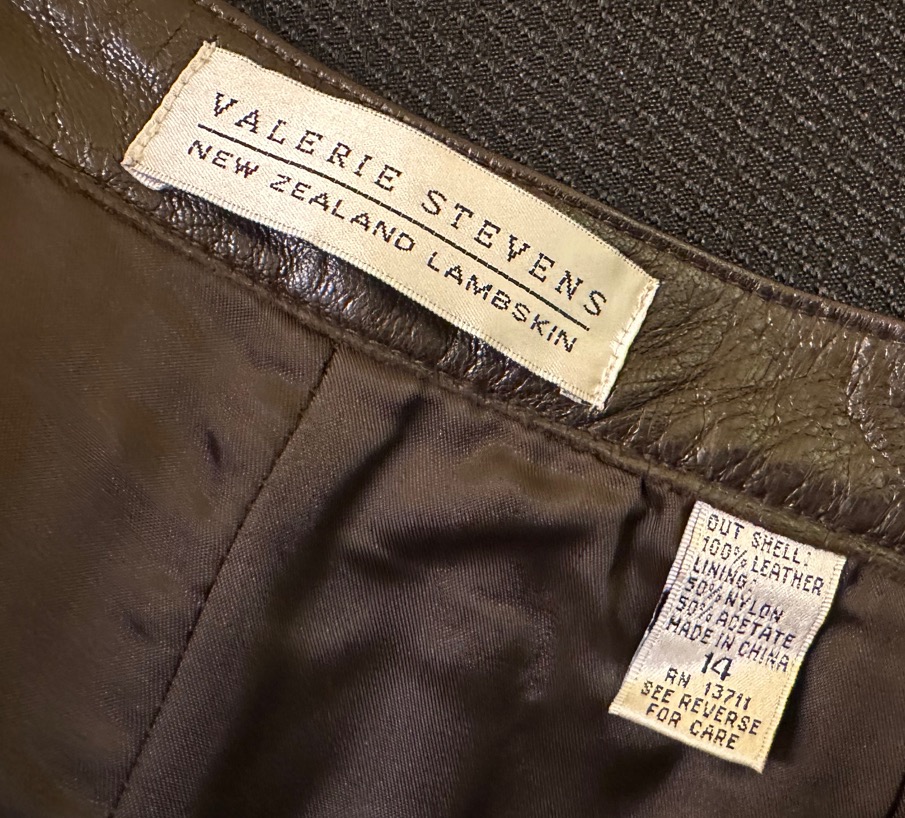 VALERIE STEVENS
NEW ZEALAND LAMBSKIN
OUT SHELL:
100% LEATHER
LINING:
50% NYLON
50% ACETATE
MADE IN CHINA
14
RN 13711
SEE REVERSE
FOR CARE